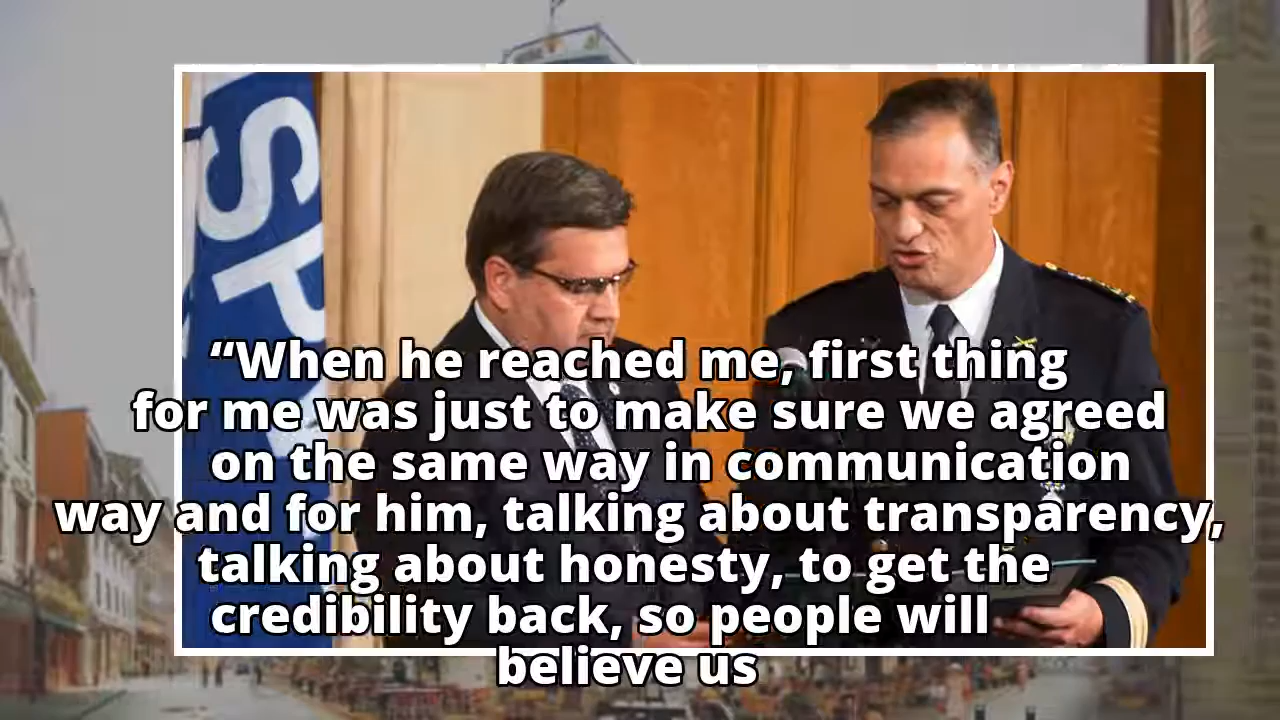 SPV
“When he reached me, first thing
for me was just to make sure we agreed
on the same way in communication
way and for him, talking about transparency,
talking about honesty, to get the
credibility back, so people will
believe us